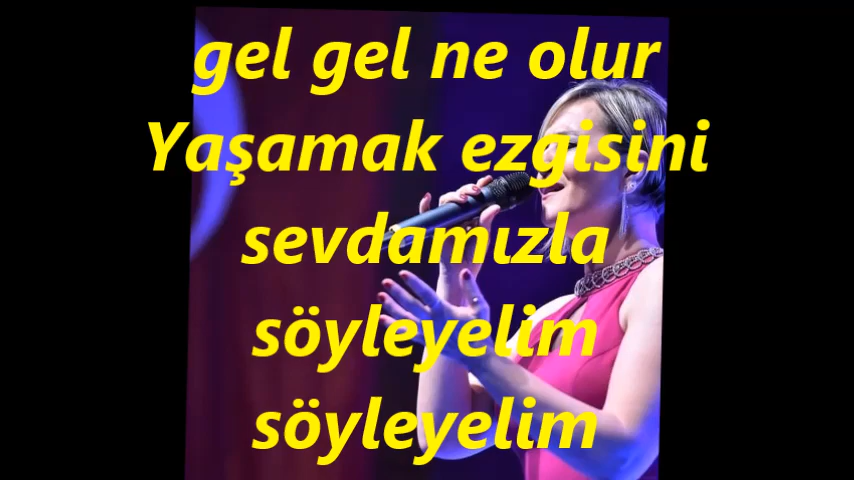 gel gel ne olur
Yaşamak ezgisini
sevdamızla
söyleyelim
söyleyelim